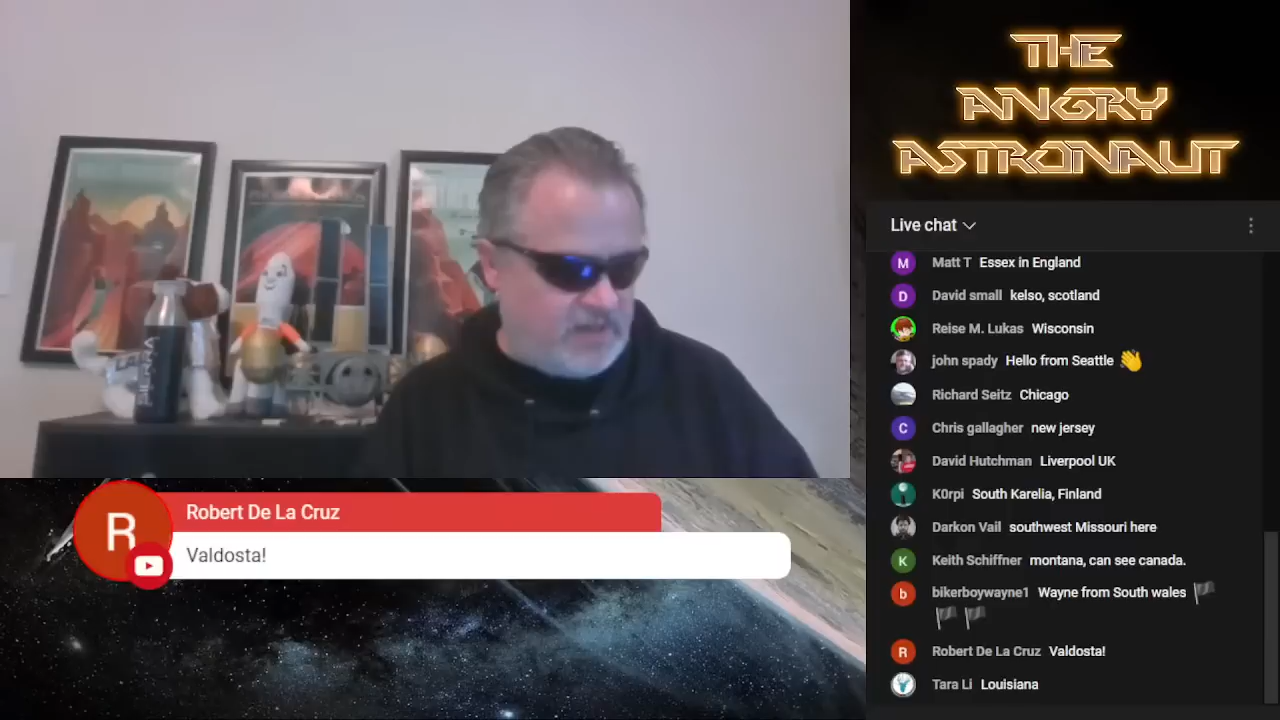 THE
ANGRY
ASTRONAUT
Live chat
M Matt T Essex in England
D David small kelso, scotland
Reise M. Lukas Wisconsin
john spady Hello from Seattle 👋
Richard Seitz Chicago
C Chris gallagher new jersey
David Hutchman Liverpool UK
K0rpi South Karelia, Finland
Darkon Vail southwest Missouri here
K Keith Schiffner montana, can see canada.
b bikerboywayne1 Wayne from South wales 🏴
🏴 🏴
R Robert De La Cruz Valdosta!
Tara Li Louisiana
R Robert De La Cruz
Valdosta!